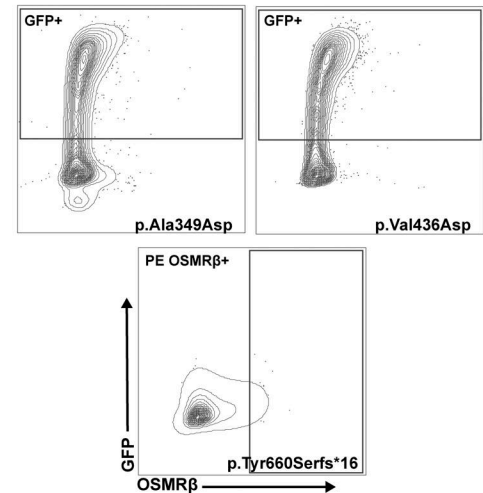 GFP+
GFP+
p.Ala349Asp
p.Val436Asp
PE OSMRβ+
GFP
p.Tyr660Serfs*16
OSMRβ